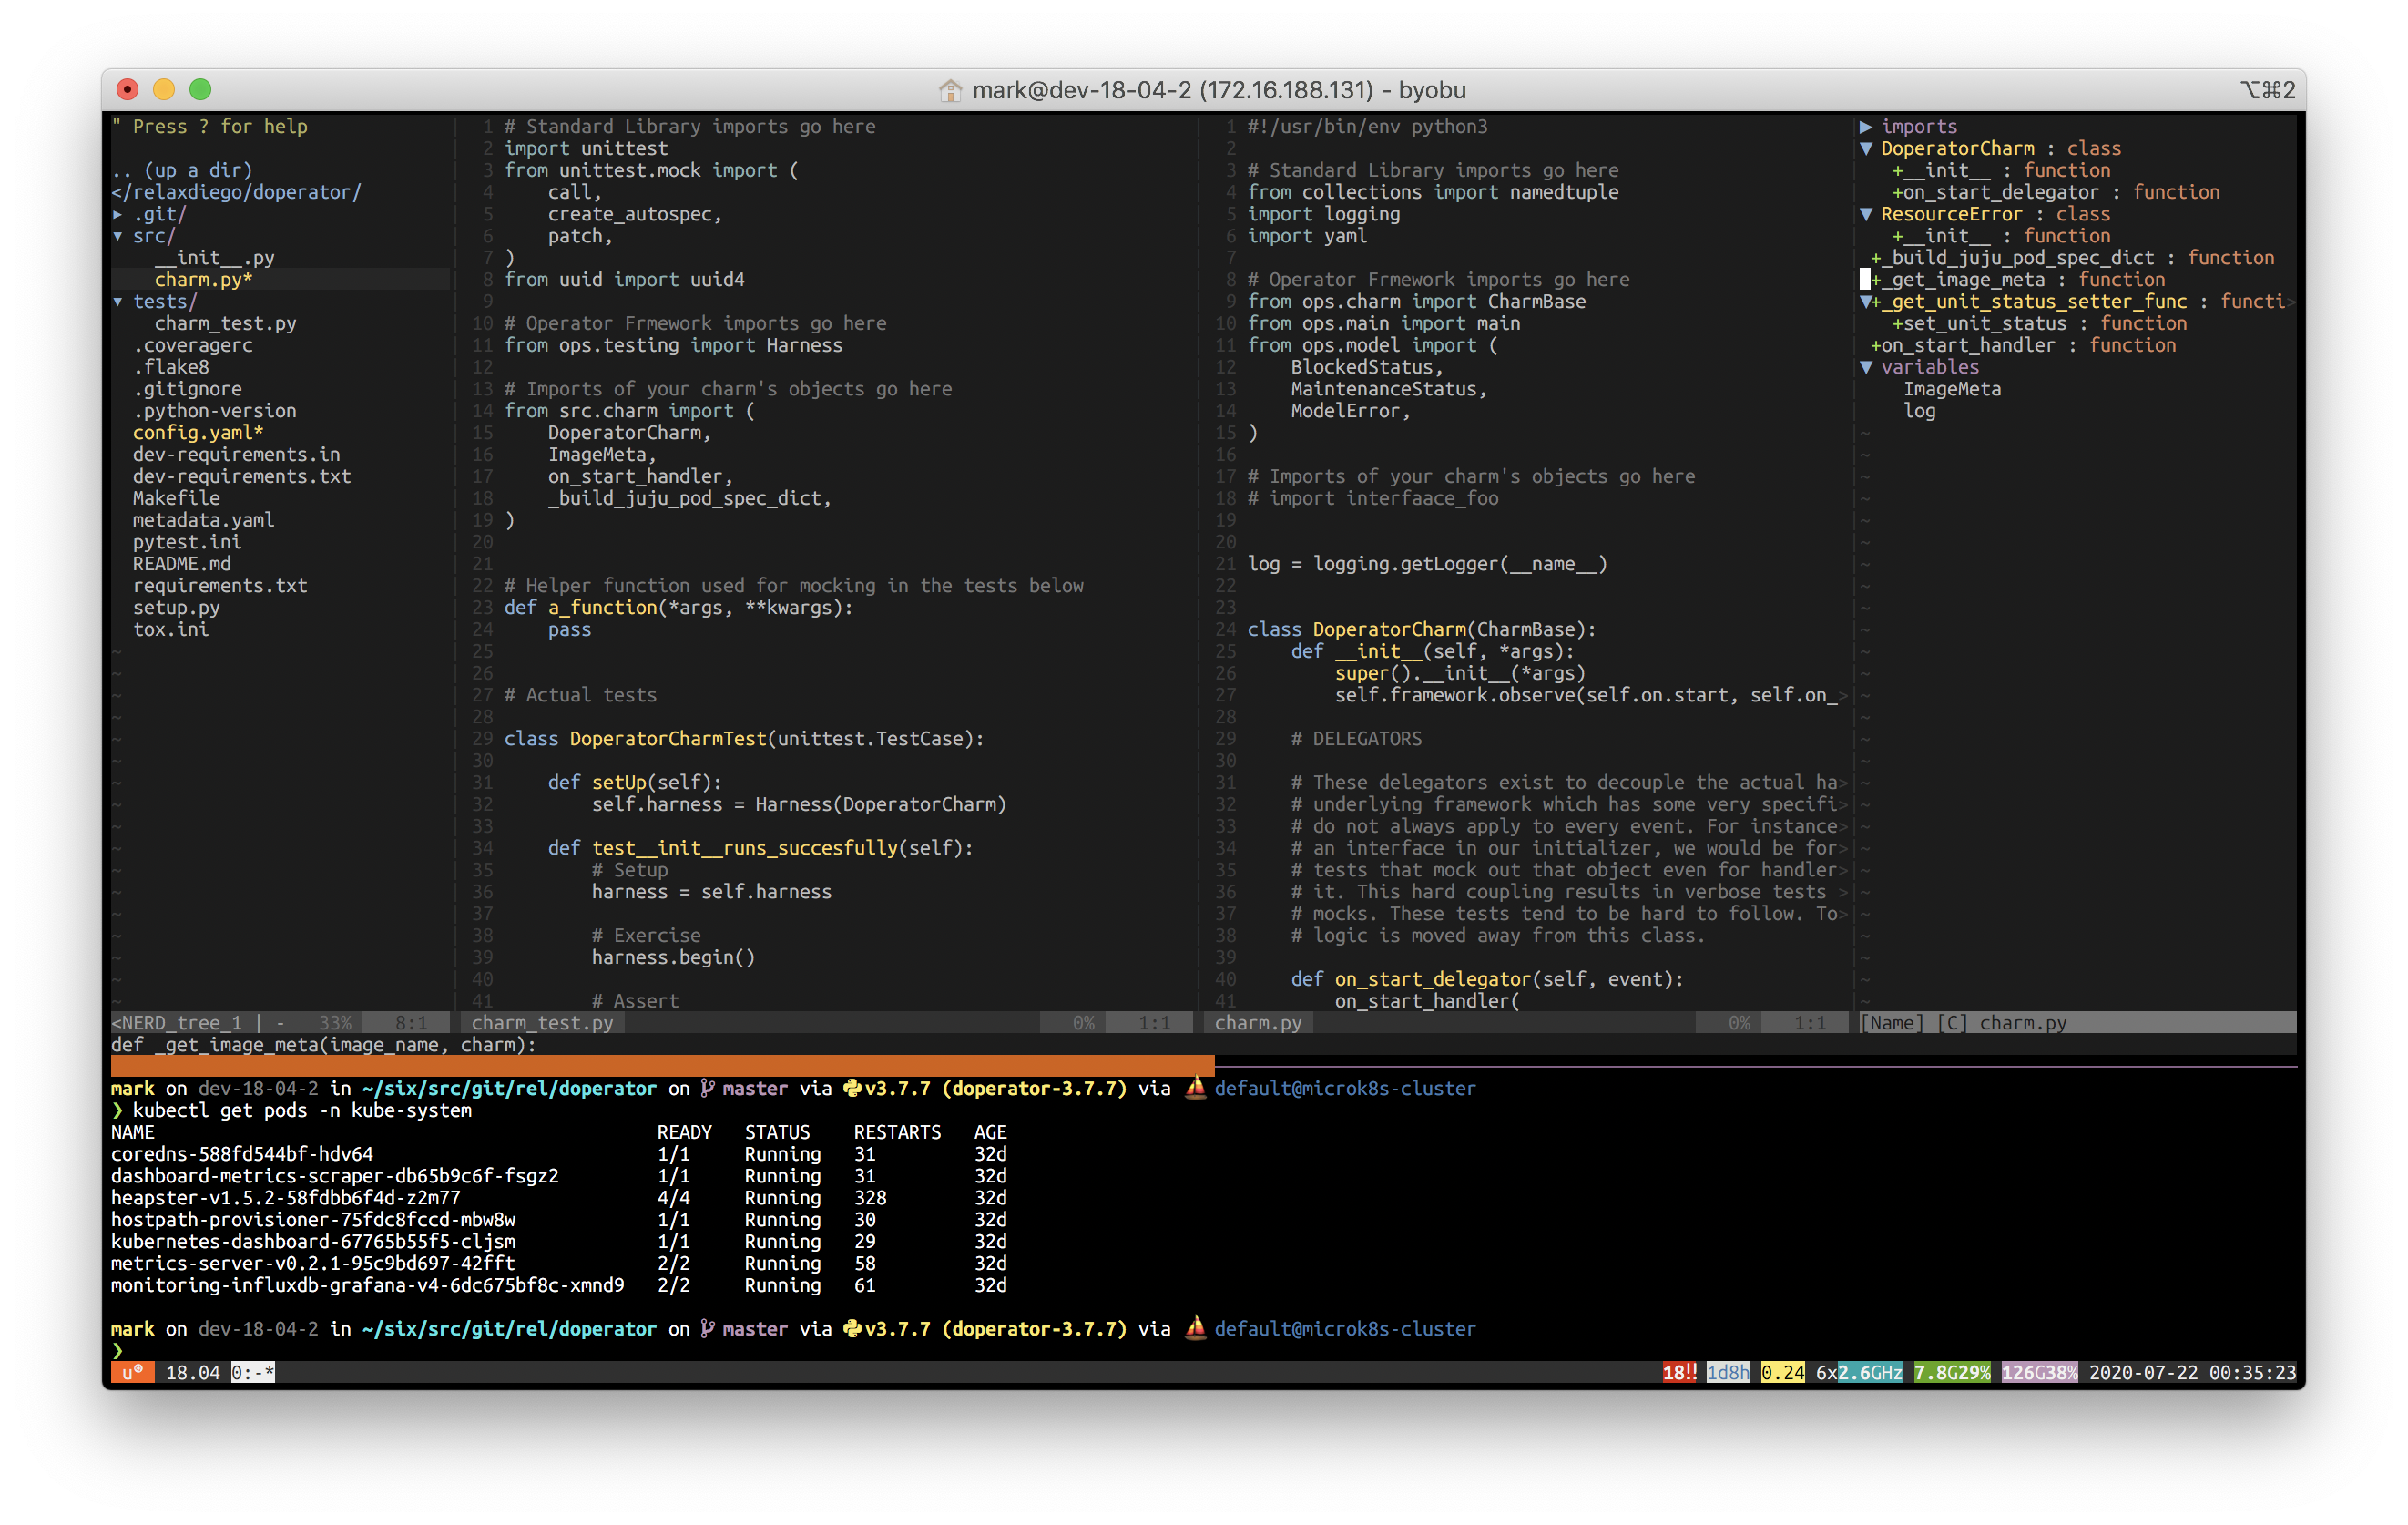 mark@dev-18-04-2 (172.16.188.131) - byobu
⌥⌘2
" Press ? for help
.. (up a dir)
</relaxdiego/doperator/
▸ .git/
▾ src/
__init__.py
charm.py*
▾ tests/
charm_test.py
.coveragerc
.flake8
.gitignore
.python-version
config.yaml*
dev-requirements.in
dev-requirements.txt
Makefile
metadata.yaml
pytest.ini
README.md
requirements.txt
setup.py
tox.ini
<NERD_tree_1 | - 33% 8:1
1 # Standard Library imports go here
2 import unittest
3 from unittest.mock import (
4     call,
5     create_autospec,
6     patch,
7 )
8 from uuid import uuid4
9
10 # Operator Frmework imports go here
11 from ops.testing import Harness
12
13 # Imports of your charm's objects go here
14 from src.charm import (
15     DoperatorCharm,
16     ImageMeta,
17     on_start_handler,
18     _build_juju_pod_spec_dict,
19 )
20
21
22 # Helper function used for mocking in the tests below
23 def a_function(*args, **kwargs):
24     pass
25
26
27 # Actual tests
28
29 class DoperatorCharmTest(unittest.TestCase):
30
31     def setUp(self):
32         self.harness = Harness(DoperatorCharm)
33
34     def test__init__runs_succesfully(self):
35         # Setup
36         harness = self.harness
37
38         # Exercise
39         harness.begin()
40
41         # Assert
charm_test.py 0% 1:1
1 #!/usr/bin/env python3
2
3 # Standard Library imports go here
4 from collections import namedtuple
5 import logging
6 import yaml
7
8 # Operator Frmework imports go here
9 from ops.charm import CharmBase
10 from ops.main import main
11 from ops.model import (
12     BlockedStatus,
13     MaintenanceStatus,
14     ModelError,
15 )
16
17 # Imports of your charm's objects go here
18 # import interfaace_foo
19
20
21 log = logging.getLogger(__name__)
22
23
24 class DoperatorCharm(CharmBase):
25     def __init__(self, *args):
26         super().__init__(*args)
27         self.framework.observe(self.on.start, self.on_>
28
29     # DELEGATORS
30
31     # These delegators exist to decouple the actual ha>
32     # underlying framework which has some very specifi>
33     # do not always apply to every event. For instance>
34     # an interface in our initializer, we would be for>
35     # tests that mock out that object even for handler>
36     # it. This hard coupling results in verbose tests >
37     # mocks. These tests tend to be hard to follow. To>
38     # logic is moved away from this class.
39
40     def on_start_delegator(self, event):
41         on_start_handler(
charm.py 0% 1:1
▶ imports
▼ DoperatorCharm : class
+__init__ : function
+on_start_delegator : function
▼ ResourceError : class
+__init__ : function
+_build_juju_pod_spec_dict : function
+_get_image_meta : function
▼+_get_unit_status_setter_func : functi>
+set_unit_status : function
+on_start_handler : function
▼ variables
ImageMeta
log
[Name] [C] charm.py
def _get_image_meta(image_name, charm):
mark on dev-18-04-2 in ~/six/src/git/rel/doperator on master via v3.7.7 (doperator-3.7.7) via default@microk8s-cluster
❯ kubectl get pods -n kube-system
NAME READY STATUS RESTARTS AGE
coredns-588fd544bf-hdv64 1/1 Running 31 32d
dashboard-metrics-scraper-db65b9c6f-fsgz2 1/1 Running 31 32d
heapster-v1.5.2-58fdbb6f4d-z2m77 4/4 Running 328 32d
hostpath-provisioner-75fdc8fccd-mbw8w 1/1 Running 30 32d
kubernetes-dashboard-67765b55f5-cljsm 1/1 Running 29 32d
metrics-server-v0.2.1-95c9bd697-42fft 2/2 Running 58 32d
monitoring-influxdb-grafana-v4-6dc675bf8c-xmnd9 2/2 Running 61 32d
mark on dev-18-04-2 in ~/six/src/git/rel/doperator on master via v3.7.7 (doperator-3.7.7) via default@microk8s-cluster
❯
u 18.04 0:-* 18!! 1d8h 0.24 6x2.6GHz 7.8G29% 126G38% 2020-07-22 00:35:23